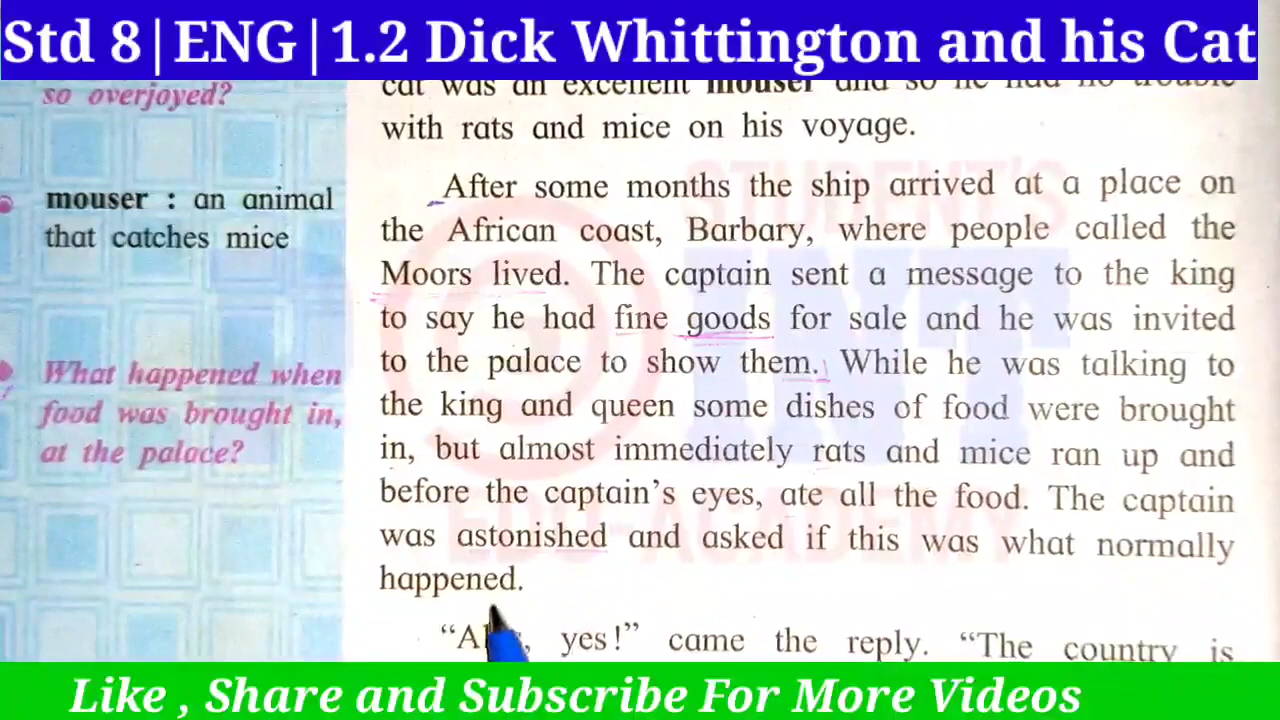 Std 8|ENG|1.2 Dick Whittington and his Cat
so overjoyed?
mouser : an animal
that catches mice
What happened when
food was brought in,
at the palace?
cat was an excellent mouser and so he had no trouble
with rats and mice on his voyage.
After some months the ship arrived at a place on
the African coast, Barbary, where people called the
Moors lived. The captain sent a message to the king
to say he had fine goods for sale and he was invited
to the palace to show them. While he was talking to
the king and queen some dishes of food were brought
in, but almost immediately rats and mice ran up and
before the captain's eyes, ate all the food. The captain
was astonished and asked if this was what normally
happened.
yes!” came the reply. “The country is
STUDENT'S
INT
EDU-ACADEMY
Like , Share and Subscribe For More Videos